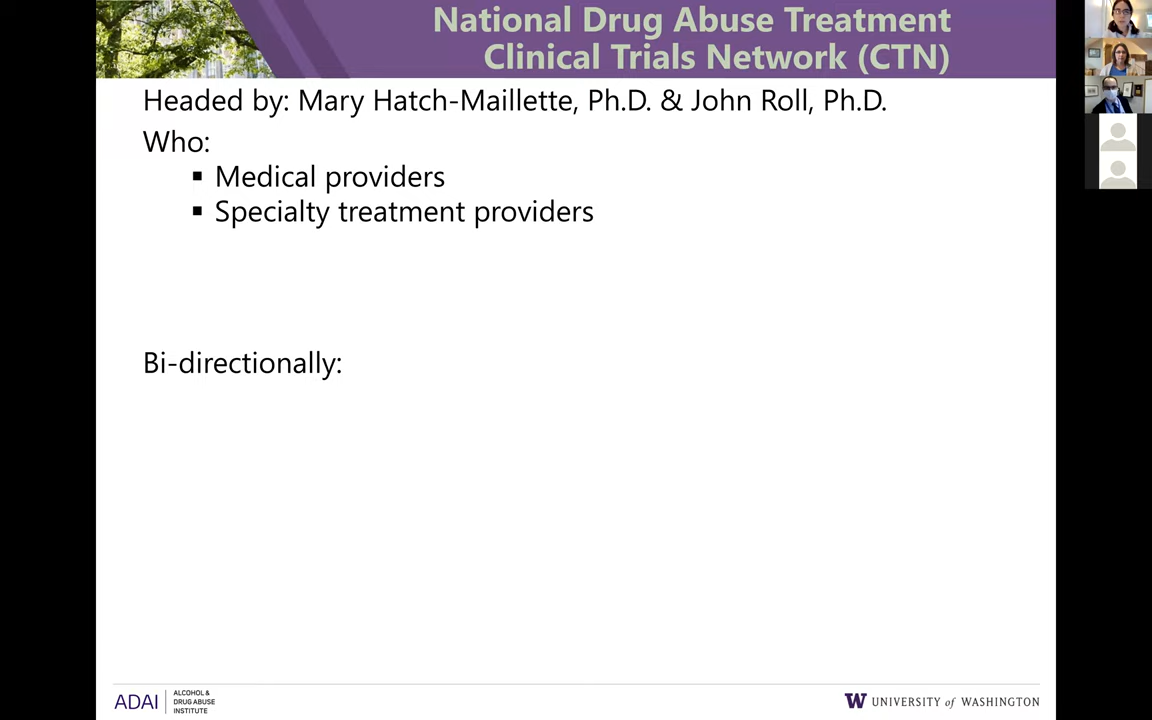 National Drug Abuse Treatment
Clinical Trials Network (CTN)
Headed by: Mary Hatch-Maillette, Ph.D. & John Roll, Ph.D.
Who:
▪ Medical providers
▪ Specialty treatment providers
Bi-directionally:
ADAI
ALCOHOL &
DRUG ABUSE
INSTITUTE
W UNIVERSITY of WASHINGTON